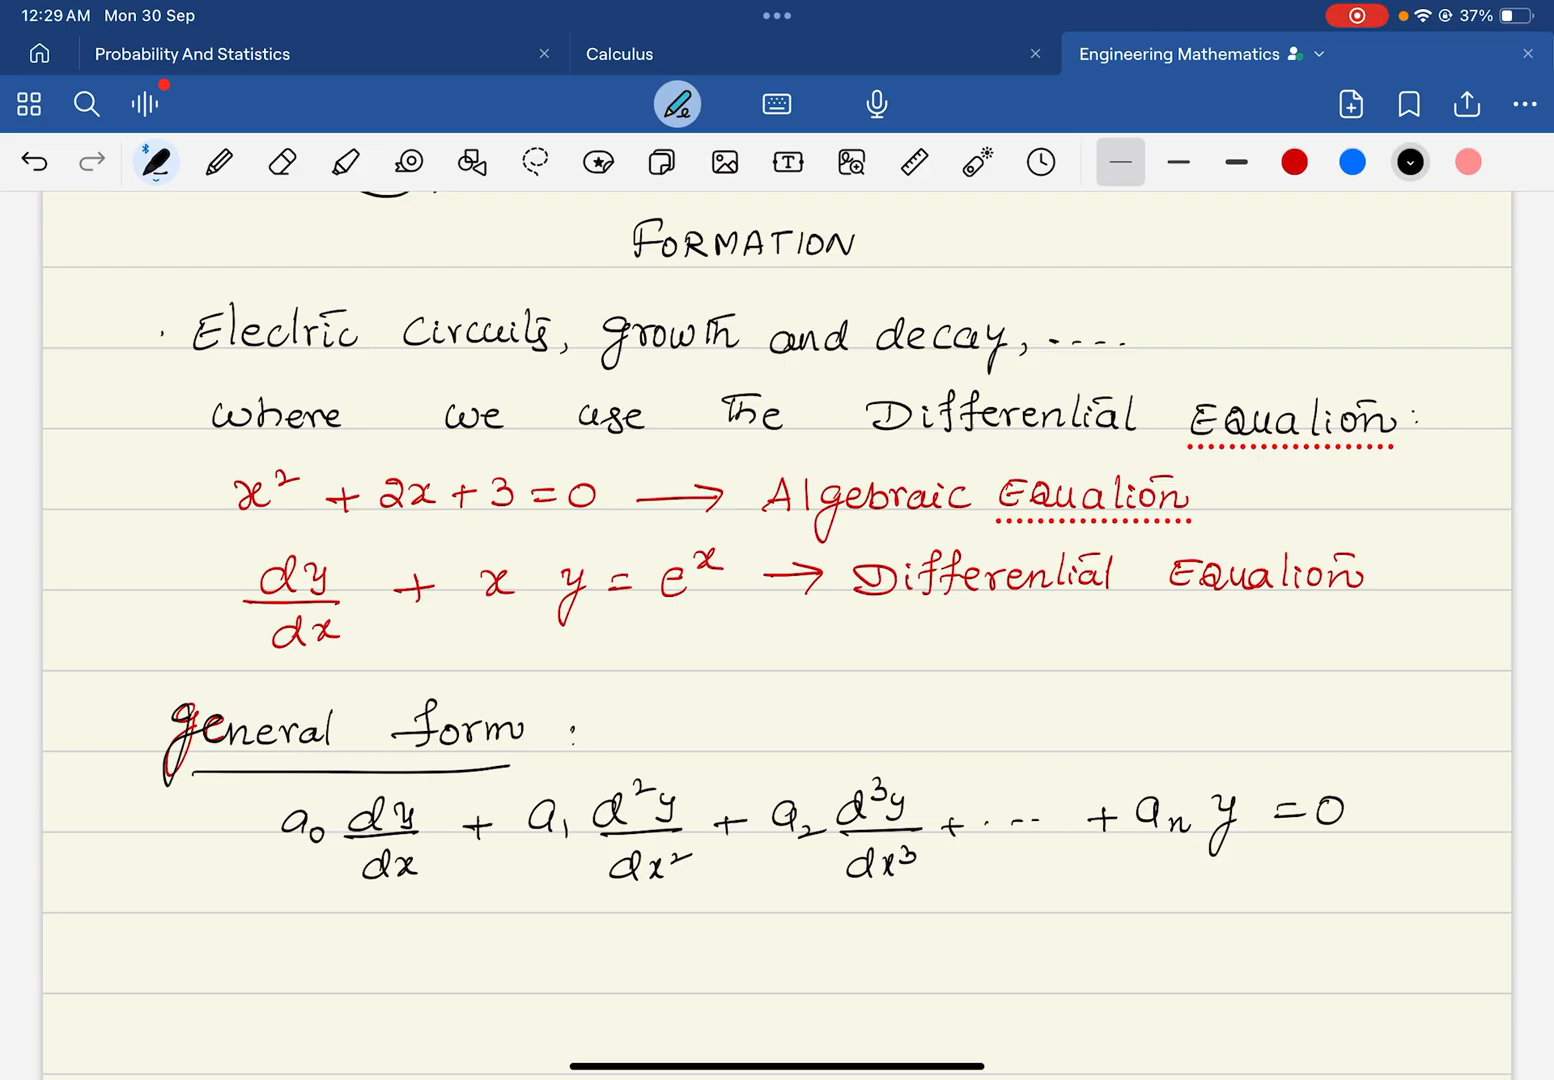 12:29 AM Mon 30 Sep 37%
Probability And Statistics Calculus Engineering Mathematics
FORMATION
. Electric Circuits, growth and decay, ....
where we use the Differential Equation:
x² + 2x + 3 = 0 → Algebraic Equation
dy/dx + x y = eˣ → Differential Equation
general form :
a₀ dy/dx + a₁ d²y/dx² + a₂ d³y/dx³ + ... + aₙ y = 0